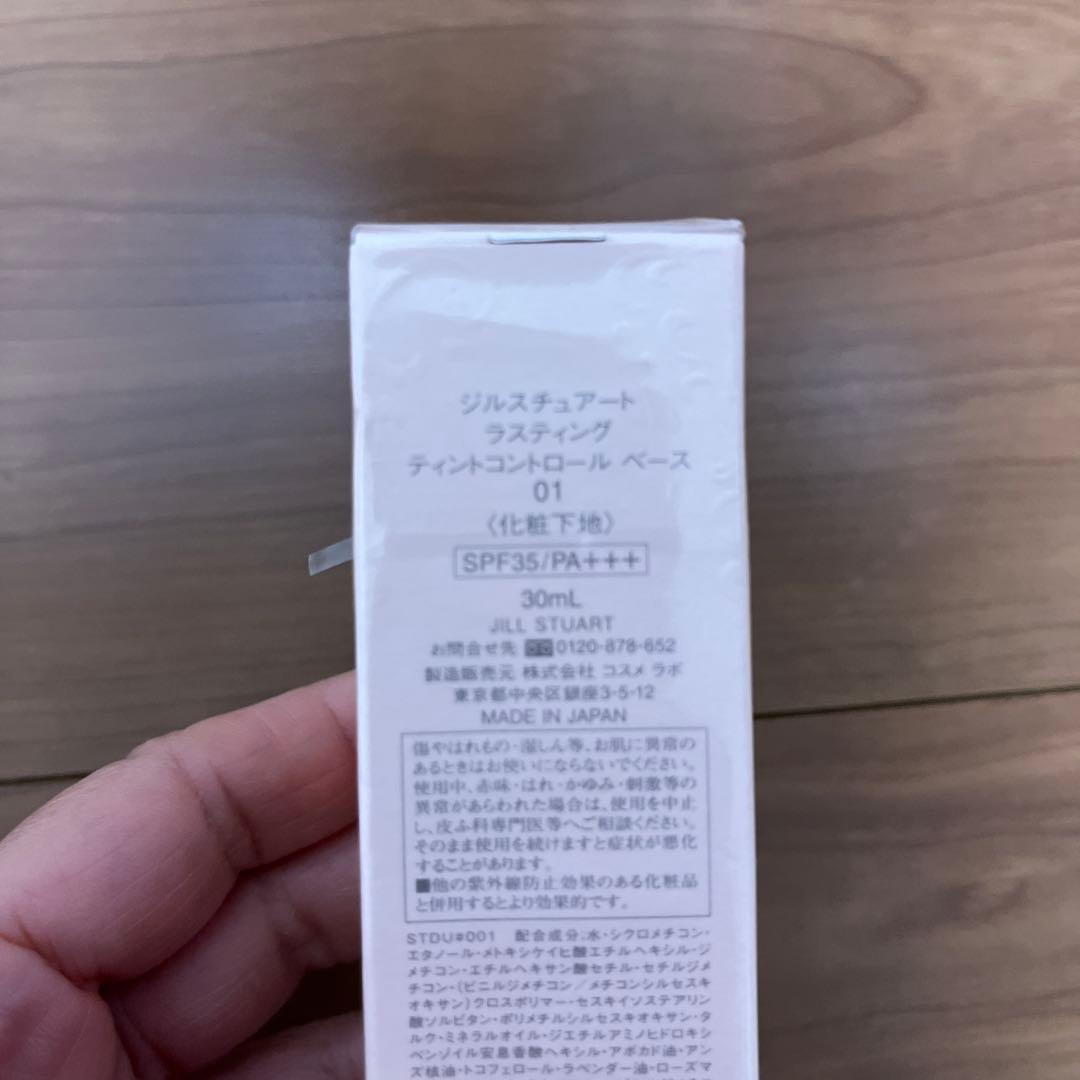 ジルスチュアート
ラスティング
ティントコントロール ベース
01
〈化粧下地〉
SPF35/PA+++
30mL
JILL STUART
お問合せ先 0120-878-652
製造販売元 株式会社 コスメ ラボ
東京都中央区銀座3-5-12
MADE IN JAPAN
傷やはれもの・湿しん等、お肌に異常の
あるときはお使いにならないでください。
使用中、赤味・はれ・かゆみ・刺激等の
異常があらわれた場合は、使用を中止
し、皮ふ科専門医等へご相談ください。
そのまま使用を続けますと症状が悪化
することがあります。
■他の紫外線防止効果のある化粧品
と併用するとより効果的です。
STDU#001 配合成分:水・シクロメチコン・
エタノール・メトキシケイヒ酸エチルヘキシル・ジ
メチコン・エチルヘキサン酸セチル・セチルジメ
チコン・(ビニルジメチコン/メチコンシルセスキ
オキサン)クロスポリマー・セスキイソステアリン
酸ソルビタン・ポリメチルシルセスキオキサン・タ
ルク・ミネラルオイル・ジエチルアミノヒドロキシ
ベンゾイル安息香酸ヘキシル・アボカド油・アン
ズ核油・トコフェロール・ラベンダー油・ローズマ